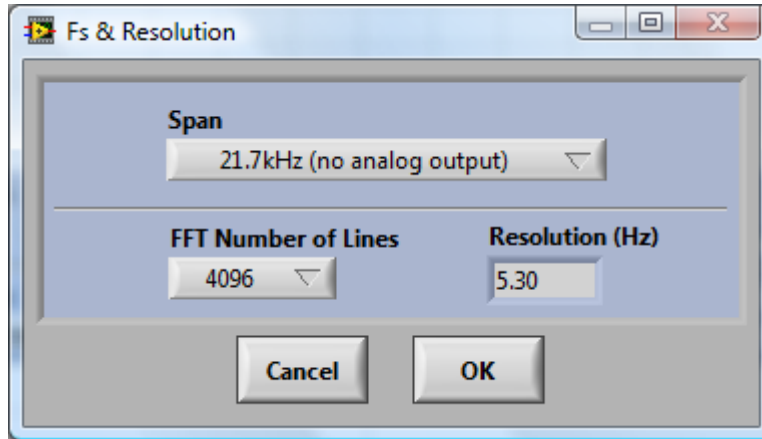 Fs & Resolution
Span
21.7kHz (no analog output)
FFT Number of Lines
Resolution (Hz)
4096
5.30
Cancel
OK